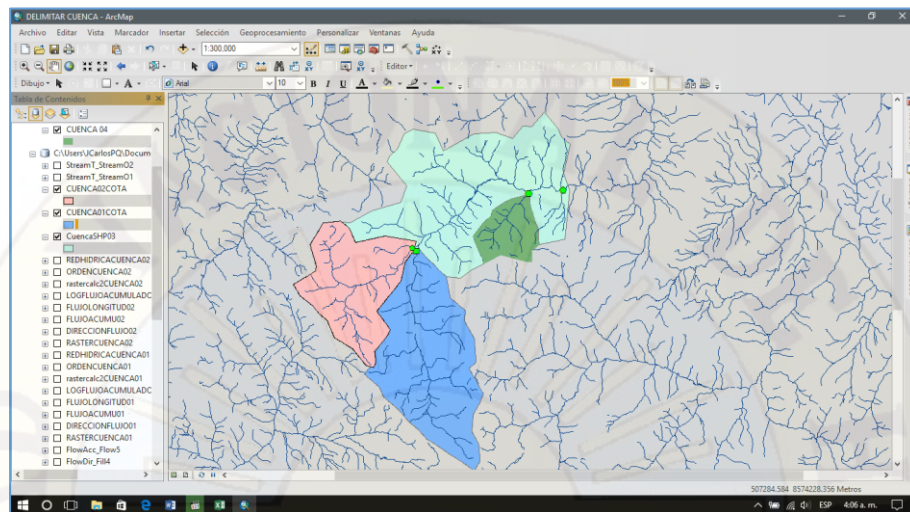 DELIMITAR CUENCA - ArcMap
Archivo Editar Vista Marcador Insertar Selección Geoprocesamiento Personalizar Ventanas Ayuda
1:300.000
Editor
Dibujo Arial 10 B I U A
Tabla de Contenidos
CUENCA 04
C:\Users\JCarlosPQ\Docum
StreamT_StreamO2
StreamT_StreamO1
CUENCA02COTA
CUENCA01COTA
CuencaSHP03
REDHIDRICACUENCA02
ORDENCUENCA02
rastercalc2CUENCA02
LOGFLUJOACUMULADC
FLUJOLONGITUD02
FLUJOACUMU02
DIRECCIONFLUJO02
RASTERCUENCA02
REDHIDRICACUENCA01
ORDENCUENCA01
rastercalc2CUENCA01
LOGFLUJOACUMULADC
FLUJOLONGITUD01
FLUJOACUMU01
DIRECCIONFLUJO01
RASTERCUENCA01
FlowAcc_Flow5
FlowDir_Fill4
507284.584 8574228.356 Metros
ESP 4:06 a. m.